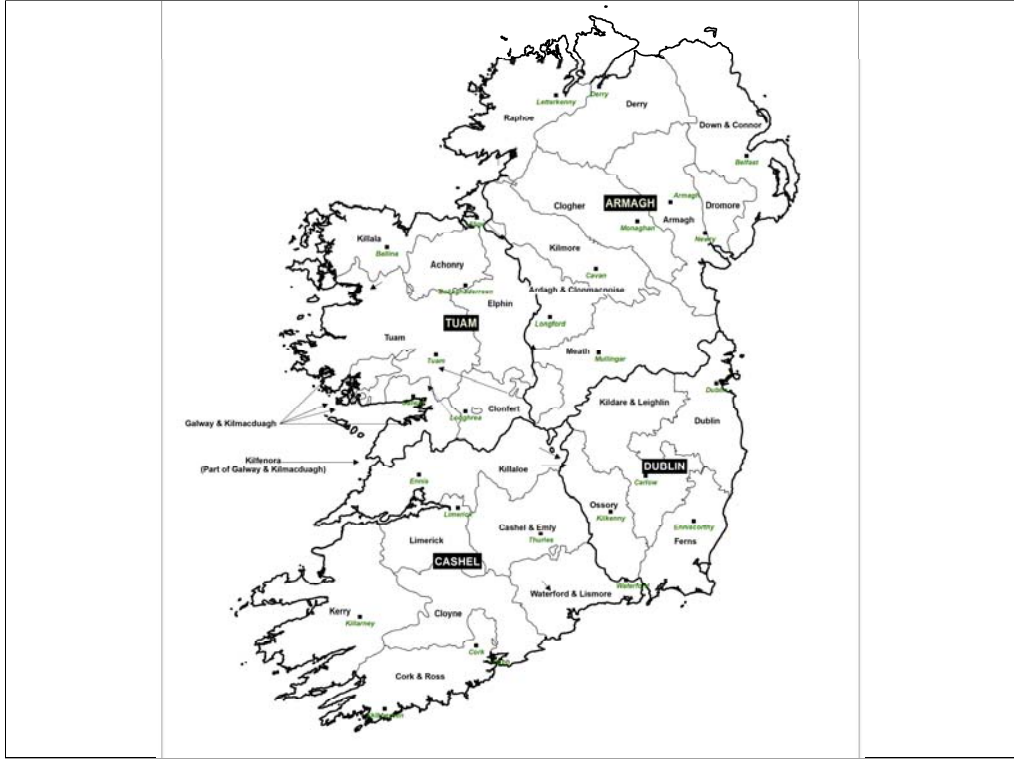 Letterkenny
Derry
Derry
Raphoe
Down & Connor
Belfast
Armagh
Clogher
ARMAGH
Dromore
Armagh
Monaghan
Newry
Killala
Ballina
Kilmore
Achonry
Cavan
Ardagh & Clonmacnoise
Elphin
TUAM
Longford
Tuam
Meath
Mullingar
Tuam
Dublin
Kildare & Leighlin
Clonfert
Loughrea
Dublin
Galway & Kilmacduagh
Kilfenora
(Part of Galway & Kilmacduagh)
Killaloe
DUBLIN
Ennis
Carlow
Ossory
Limerick
Kilkenny
Cashel & Emly
Enniscorthy
Thurles
Limerick
Ferns
CASHEL
Waterford
Waterford & Lismore
Kerry
Cloyne
Killarney
Cork
Cork & Ross